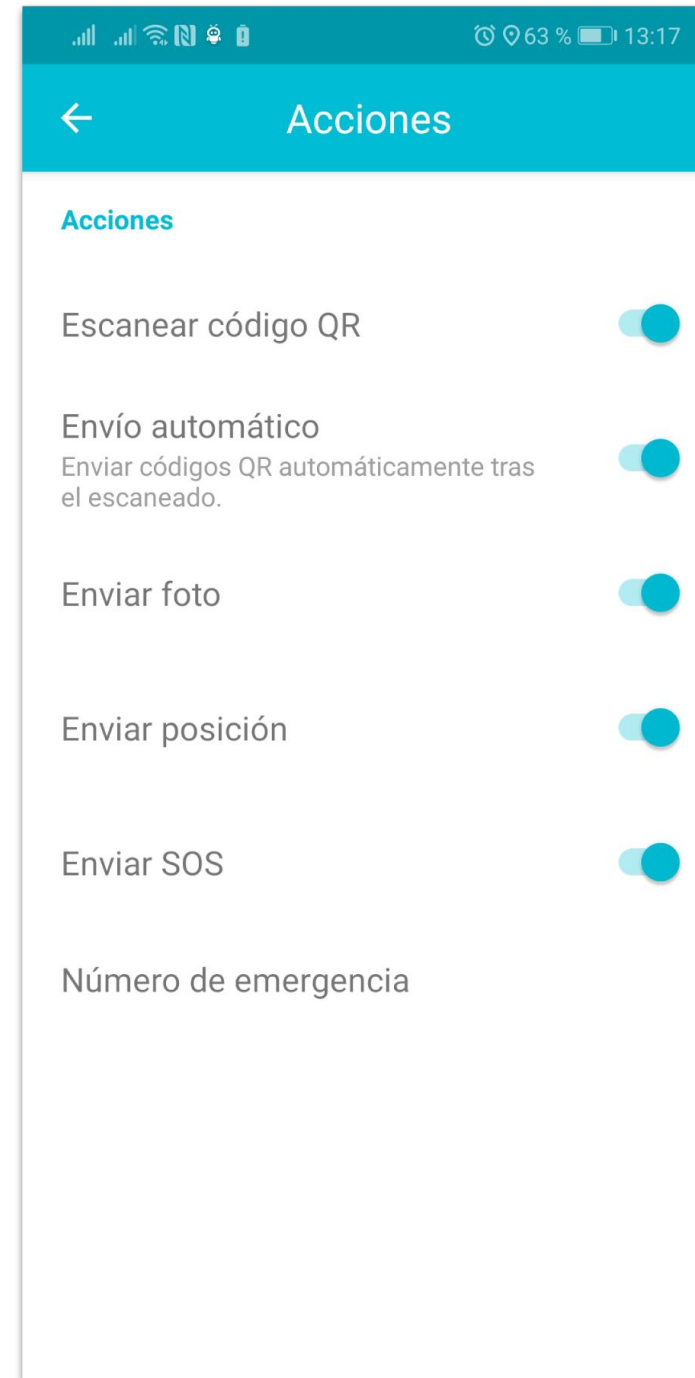 63 % 13:17
Acciones
Acciones
Escanear código QR
Envío automático
Enviar códigos QR automáticamente tras
el escaneado.
Enviar foto
Enviar posición
Enviar SOS
Número de emergencia